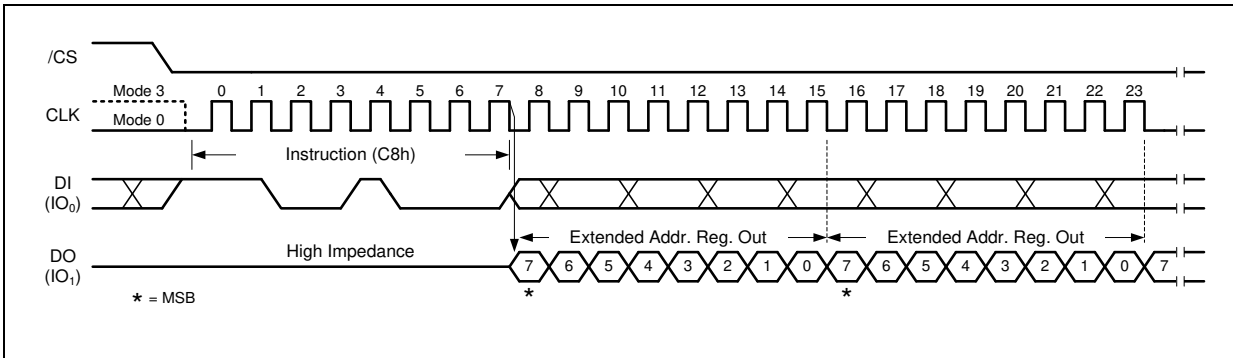 /CS
Mode 3
0 1 2 3 4 5 6 7 8 9 10 11 12 13 14 15 16 17 18 19 20 21 22 23
CLK
Mode 0
Instruction (C8h)
DI
(IO0)
Extended Addr. Reg. Out Extended Addr. Reg. Out
High Impedance
DO
(IO1)
7 6 5 4 3 2 1 0 7 6 5 4 3 2 1 0 7
* *
* = MSB